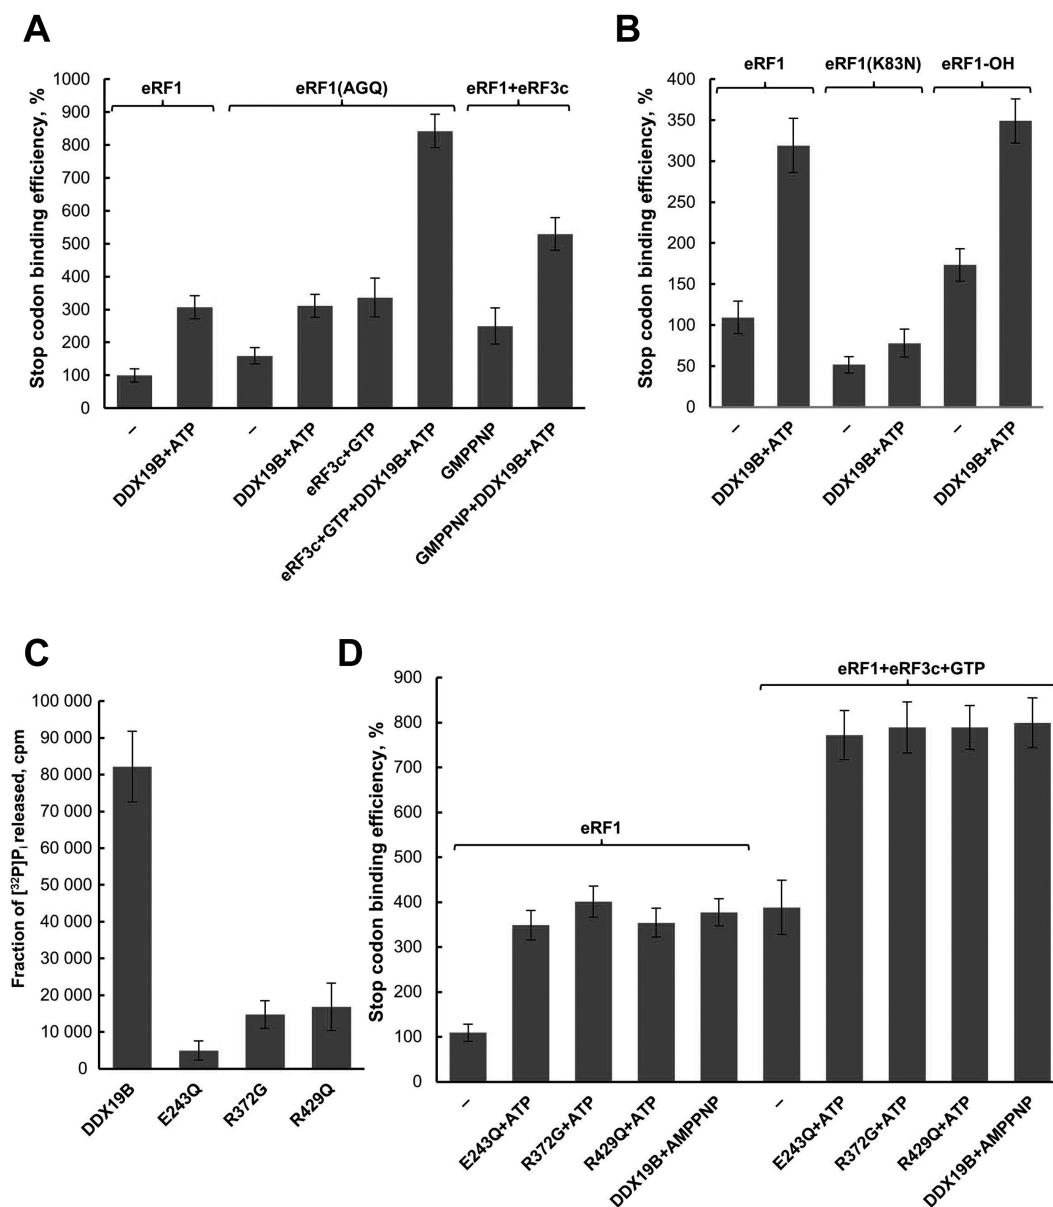 A
Stop codon binding efficiency, %
1000
900
800
700
600
500
400
300
200
100
0
eRF1
eRF1(AGQ)
eRF1+eRF3c
–
DDX19B+ATP
–
DDX19B+ATP
eRF3c+GTP
eRF3c+GTP+DDX19B+ATP
GMPPNP
GMPPNP+DDX19B+ATP
B
Stop codon binding efficiency, %
400
350
300
250
200
150
100
50
0
eRF1
eRF1(K83N)
eRF1-OH
–
DDX19B+ATP
–
DDX19B+ATP
–
DDX19B+ATP
C
Fraction of [³²P]Pᵢ released, cpm
100 000
90 000
80 000
70 000
60 000
50 000
40 000
30 000
20 000
10 000
0
DDX19B
E243Q
R372G
R429Q
D
Stop codon binding efficiency, %
900
800
700
600
500
400
300
200
100
0
eRF1
eRF1+eRF3c+GTP
–
E243Q+ATP
R372G+ATP
R429Q+ATP
DDX19B+AMPPNP
–
E243Q+ATP
R372G+ATP
R429Q+ATP
DDX19B+AMPPNP